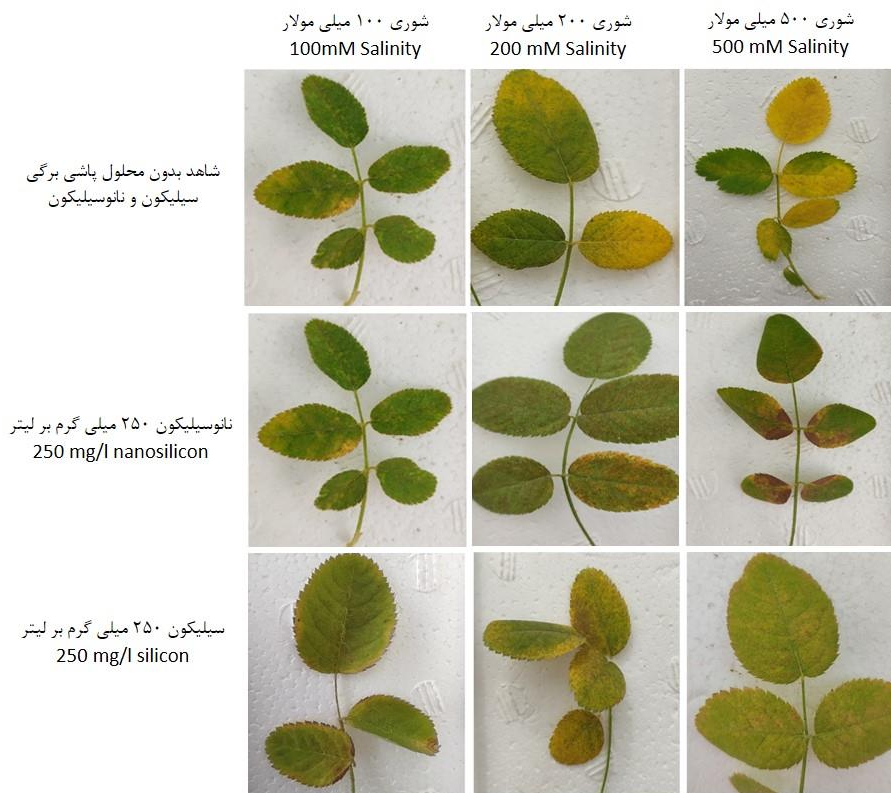 شوری ۱۰۰ میلی مولار
100mM Salinity
شوری ۲۰۰ میلی مولار
200 mM Salinity
شوری ۵۰۰ میلی مولار
500 mM Salinity
شاهد بدون محلول پاشی برگی
سیلیکون و نانوسیلیکون
نانوسیلیکون ۲۵۰ میلی گرم بر لیتر
250 mg/l nanosilicon
سیلیکون ۲۵۰ میلی گرم بر لیتر
250 mg/l silicon